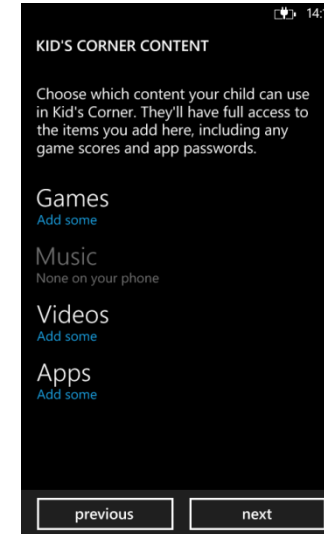 14:
KID'S CORNER CONTENT
Choose which content your child can use
in Kid's Corner. They'll have full access to
the items you add here, including any
game scores and app passwords.
Games
Add some
Music
None on your phone
Videos
Add some
Apps
Add some
previous
next